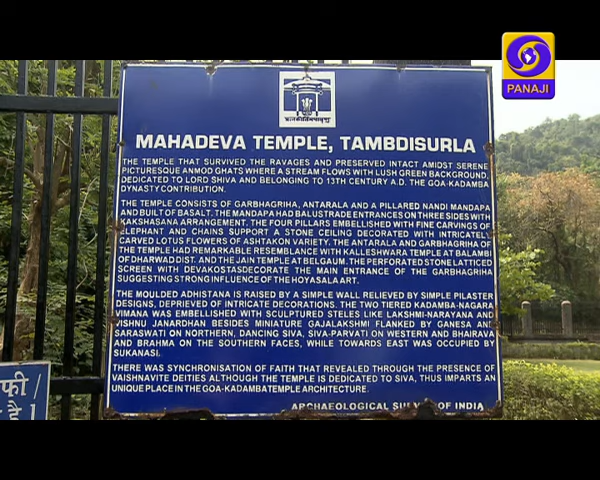 PANAJI
MAHADEVA TEMPLE, TAMBDISURLA
THE TEMPLE THAT SURVIVED THE RAVAGES AND PRESERVED INTACT AMIDST SERENE
PICTURESQUE ANMOD GHATS WHERE A STREAM FLOWS WITH LUSH GREEN BACKGROUND,
DEDICATED TO LORD SHIVA AND BELONGING TO 13TH CENTURY A.D. THE GOA-KADAMBA
DYNASTY CONTRIBUTION.
THE TEMPLE CONSISTS OF GARBHAGRIHA, ANTARALA AND A PILLARED NANDI MANDAPA
AND BUILT OF BASALT. THE MANDAPA HAD BALUSTRADE ENTRANCES ON THREE SIDES WITH
KAKSHASANA ARRANGEMENT. THE FOUR PILLARS EMBELLISHED WITH FINE CARVINGS OF
ELEPHANT AND CHAINS SUPPORT A STONE CEILING DECORATED WITH INTRICATELY
CARVED LOTUS FLOWERS OF ASHTAKON VARIETY. THE ANTARALA AND GARBHAGRIHA OF
THE TEMPLE HAD REMARKABLE RESEMBLANCE WITH KALLESHWARA TEMPLE AT BALAMBI
OF DHARWAD DIST. AND THE JAIN TEMPLE AT BELGAUM. THE PERFORATED STONE LATTICED
SCREEN WITH DEVAKOSTASDECORATE THE MAIN ENTRANCE OF THE GARBHAGRIHA
SUGGESTING STRONG INFLUENCE OF THE HOYASALA ART.
THE MOULDED ADHISTANA IS RAISED BY A SIMPLE WALL RELIEVED BY SIMPLE PILASTER
DESIGNS, DEPRIEVED OF INTRICATE DECORATIONS. THE TWO TIERED KADAMBA-NAGARA
VIMANA WAS EMBELLISHED WITH SCULPTURED STELES LIKE LAKSHMI-NARAYANA AND
VISHNU JANARDHAN BESIDES MINIATURE GAJALAKSHMI FLANKED BY GANESA AND
SARASWATI ON NORTHERN, DANCING SIVA, SIVA-PARVATI ON WESTERN AND BHAIRAVA
AND BRAHMA ON THE SOUTHERN FACES, WHILE TOWARDS EAST WAS OCCUPIED BY
SUKANASI.
THERE WAS SYNCHRONISATION OF FAITH THAT REVEALED THROUGH THE PRESENCE OF
VAISHNAVITE DEITIES ALTHOUGH THE TEMPLE IS DEDICATED TO SIVA, THUS IMPARTS AN
UNIQUE PLACE IN THE GOA-KADAMBATEMPLE ARCHITECTURE.
ARCHAEOLOGICAL SURVEY OF INDIA